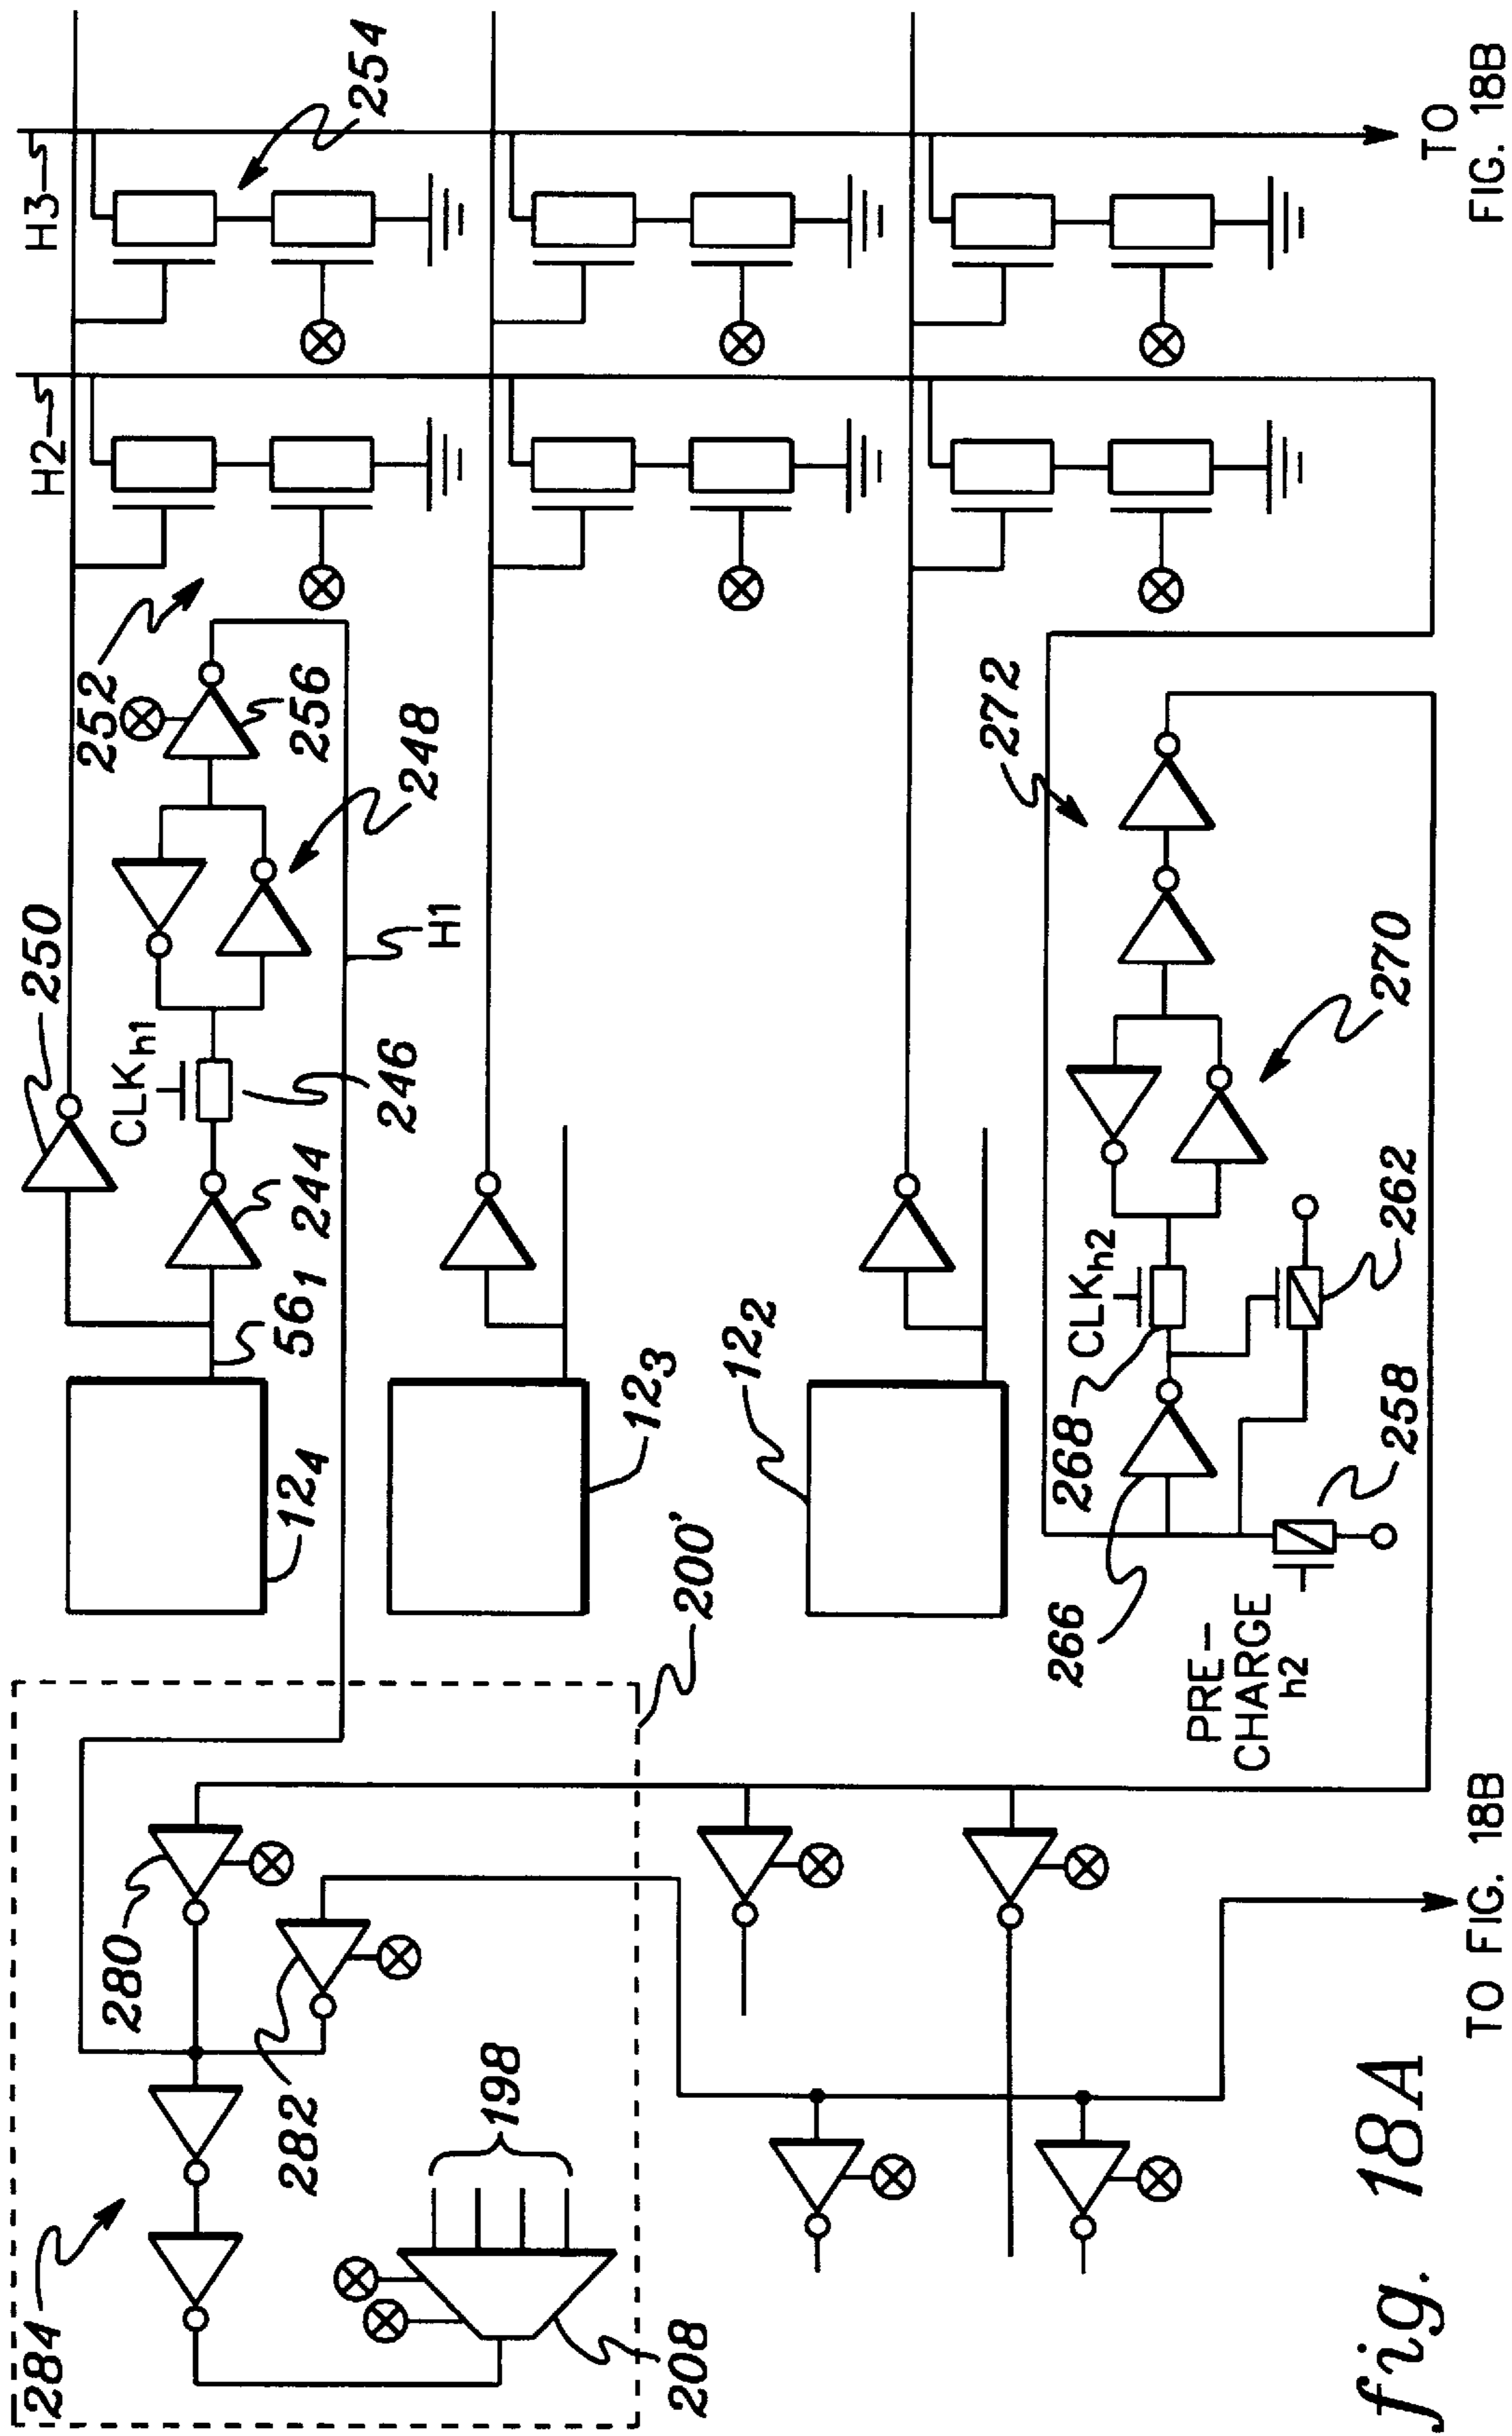 H3
254
H2
252
256
248
250
CLKh1
246
244
H1
561
124
123
122
200'
272
270
CLKh2
268
262
258
266
PRE-
CHARGE
h2
280
282
284
198
208
TO
FIG. 18B
TO FIG. 18B
fig. 18A